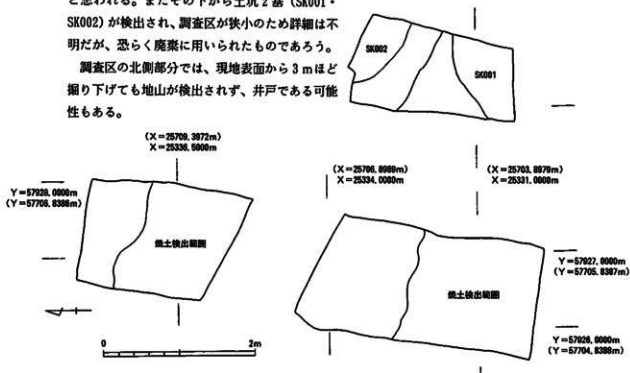 と思われる。またその下から土坑2基（SK001・
SK002）が検出され、調査区が狭小のため詳細は不
明だが、恐らく廃棄に用いられたものであろう。
調査区の北側部分では、現地表面から3mほど
掘り下げても地山が検出されず、井戸である可能
性もある。
SK002
SK001
(X=25709.3972m)
X=25336.5000m
Y=57928.0000m
(Y=57706.8386m)
焼土検出範囲
0
2m
(X=25706.8969m)
X=25334.0000m
(X=25703.8970m)
X=25331.0000m
焼土検出範囲
Y=57927.0000m
(Y=57705.8387m)
Y=57926.0000m
(Y=57704.8388m)